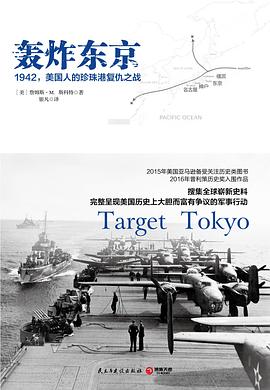 轰炸东京
1942，美国人的珍珠港复仇之战
［美］詹姆斯·M. 斯科特 著
银凡 译
东京
横滨
神户
名古屋
PACIFIC OCEAN
2015年美国亚马逊备受关注历史类图书
2016年普利策历史奖入围作品
搜集全球崭新史料
完整呈现美国历史上大胆而富有争议的军事行动
Target Tokyo
民主与建设出版社
博集天卷